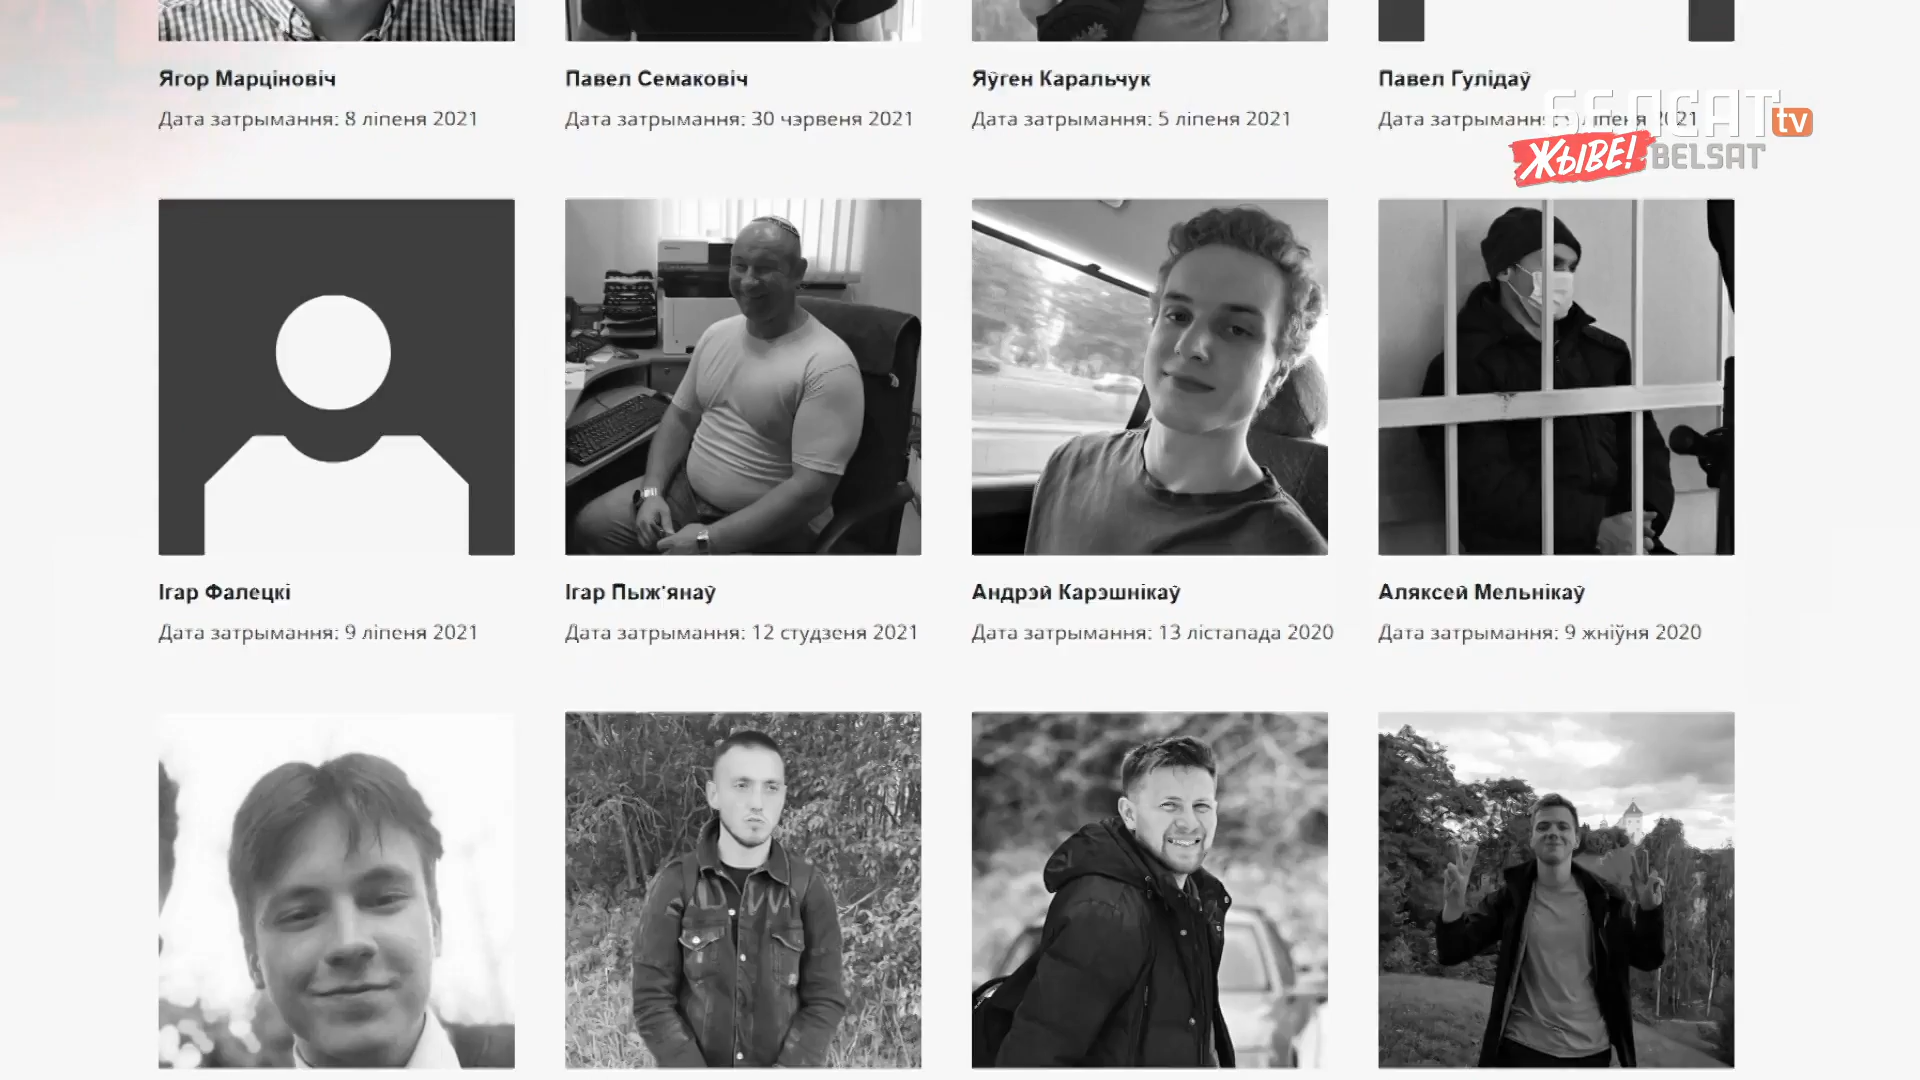 Ягор Марціновіч
Павел Семаковіч
Яўген Каральчук
Павел Гулідаў
Дата затрымання: 8 ліпеня 2021
Дата затрымання: 30 чэрвеня 2021
Дата затрымання: 5 ліпеня 2021
Дата затрымання: ліпеня 2021
БЕЛСАТ tv
ЖЫВЕ! BELSAT
Ігар Фалецкі
Ігар Пыж'янаў
Андрэй Карэшнікаў
Аляксей Мельнікаў
Дата затрымання: 9 ліпеня 2021
Дата затрымання: 12 студзеня 2021
Дата затрымання: 13 лістапада 2020
Дата затрымання: 9 жніўня 2020